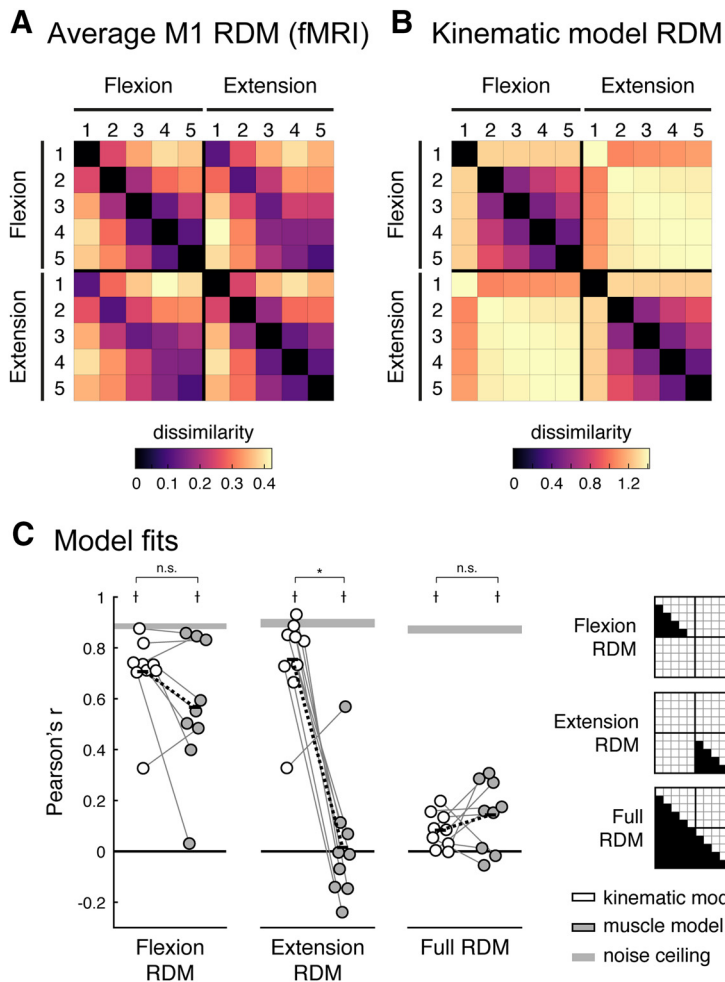 A Average M1 RDM (fMRI)
B Kinematic model RDM
Flexion Extension
1 2 3 4 5 1 2 3 4 5
Flexion
1
2
3
4
5
Extension
1
2
3
4
5
dissimilarity
0 0.1 0.2 0.3 0.4
Flexion Extension
1 2 3 4 5 1 2 3 4 5
Flexion
1
2
3
4
5
Extension
1
2
3
4
5
dissimilarity
0 0.4 0.8 1.2
C Model fits
n.s. * n.s.
Pearson's r
1
0.8
0.6
0.4
0.2
0
-0.2
Flexion
RDM
Extension
RDM
Full RDM
Flexion
RDM
Extension
RDM
Full
RDM
kinematic mod
muscle model
noise ceiling